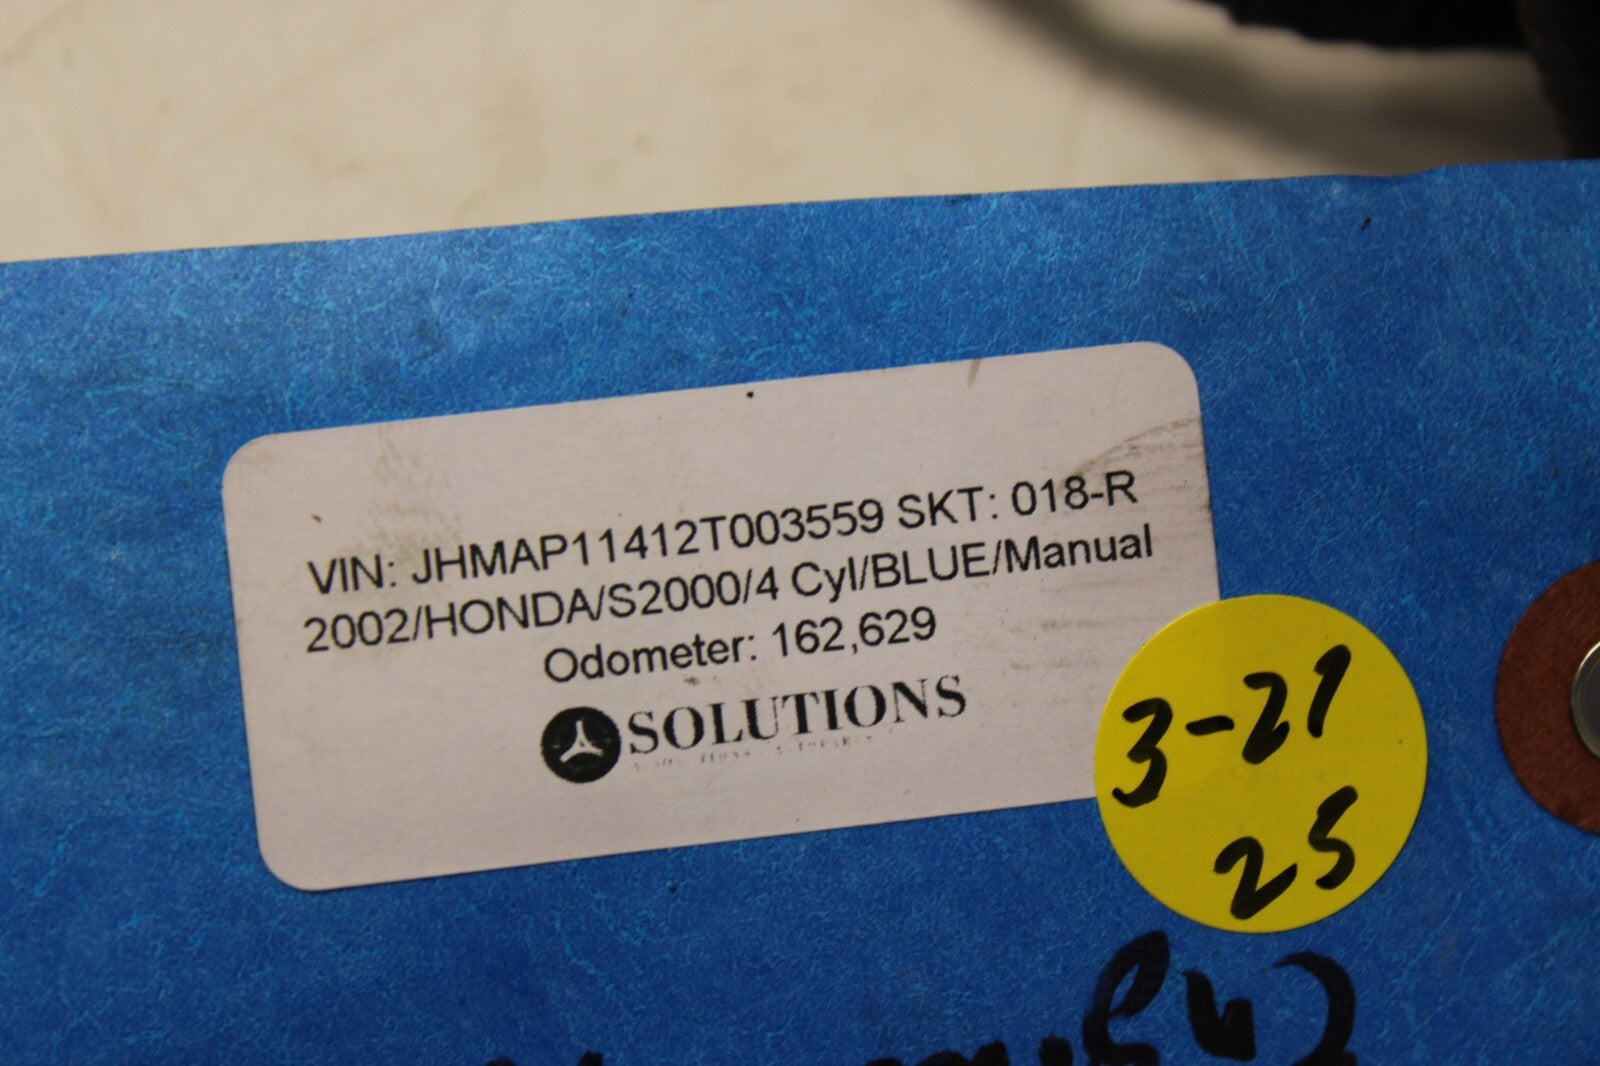 VIN: JHMAP11412T003559 SKT: 018-R
2002/HONDA/S2000/4 Cyl/BLUE/Manual
Odometer: 162,629
SOLUTIONS
3-21
25